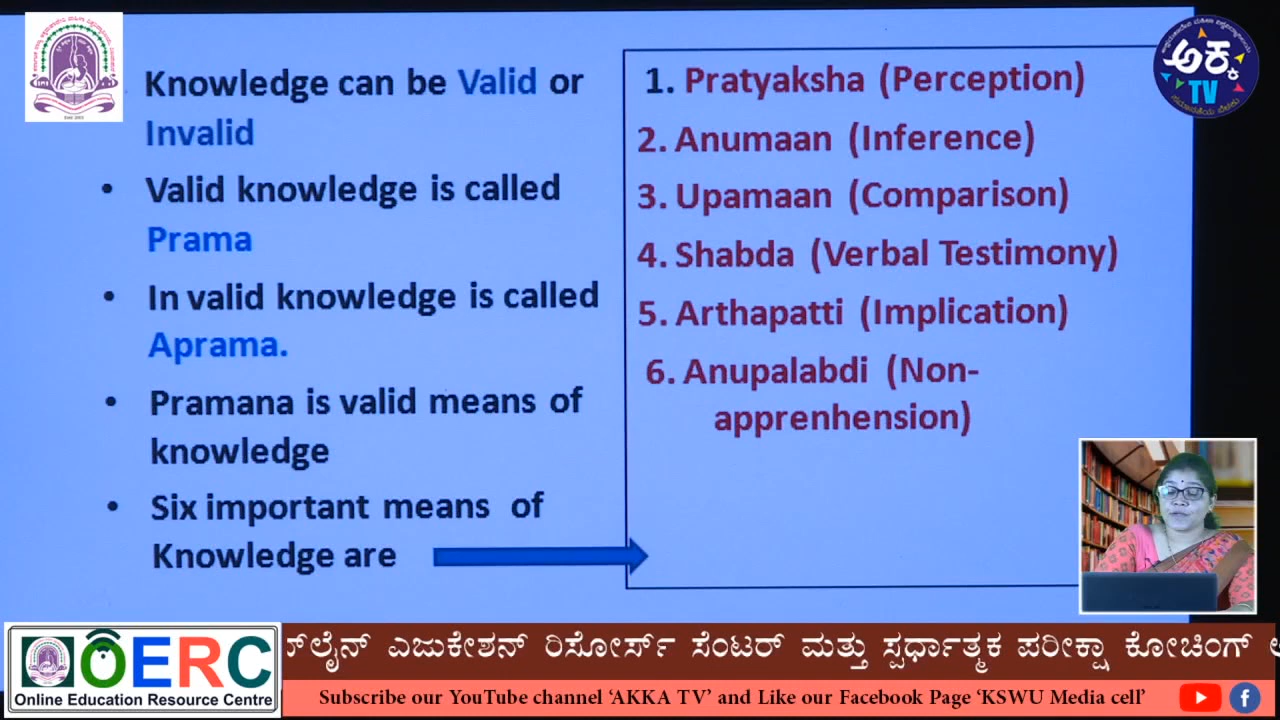 Knowledge can be Valid or
Invalid
• Valid knowledge is called
Prama
• In valid knowledge is called
Aprama.
• Pramana is valid means of
knowledge
• Six important means of
Knowledge are
1. Pratyaksha (Perception)
2. Anumaan (Inference)
3. Upamaan (Comparison)
4. Shabda (Verbal Testimony)
5. Arthapatti (Implication)
6. Anupalabdi (Non-
apprenhension)
ಅಕ್ಕ
TV
OERC
Online Education Resource Centre
ಎಜುಕೇಶನ್ ರಿಸೋರ್ಸ್ ಸೆಂಟರ್ ಮತ್ತು ಸ್ಪರ್ಧಾತ್ಮಕ ಪರೀಕ್ಷಾ ಕೋಚಿಂಗ್
Subscribe our YouTube channel ‘AKKA TV’ and Like our Facebook Page ‘KSWU Media cell’